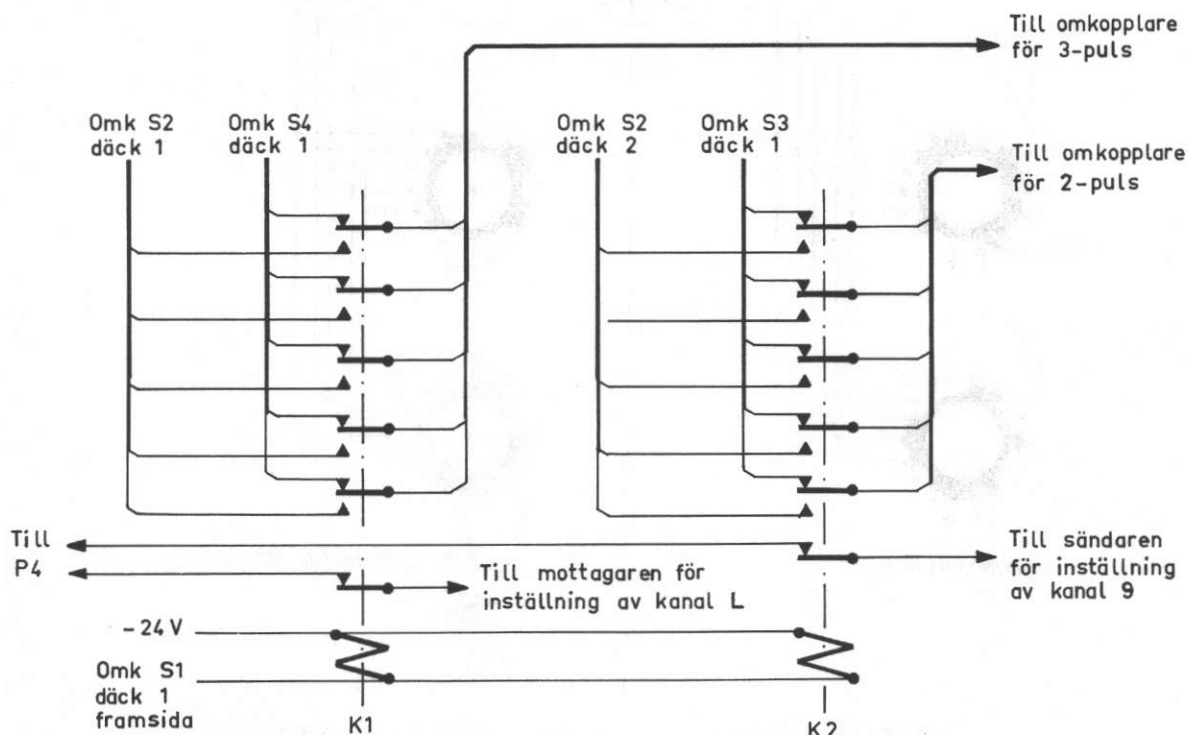 Till omkopplare
för 3-puls
Omk S2
däck 1
Omk S4
däck 1
Omk S2
däck 2
Omk S3
däck 1
Till omkopplare
för 2-puls
Till
P4
Till mottagaren för
inställning av kanal L
Till sändaren
för inställning
av kanal 9
-24 V
Omk S1
däck 1
framsida
K1
K2